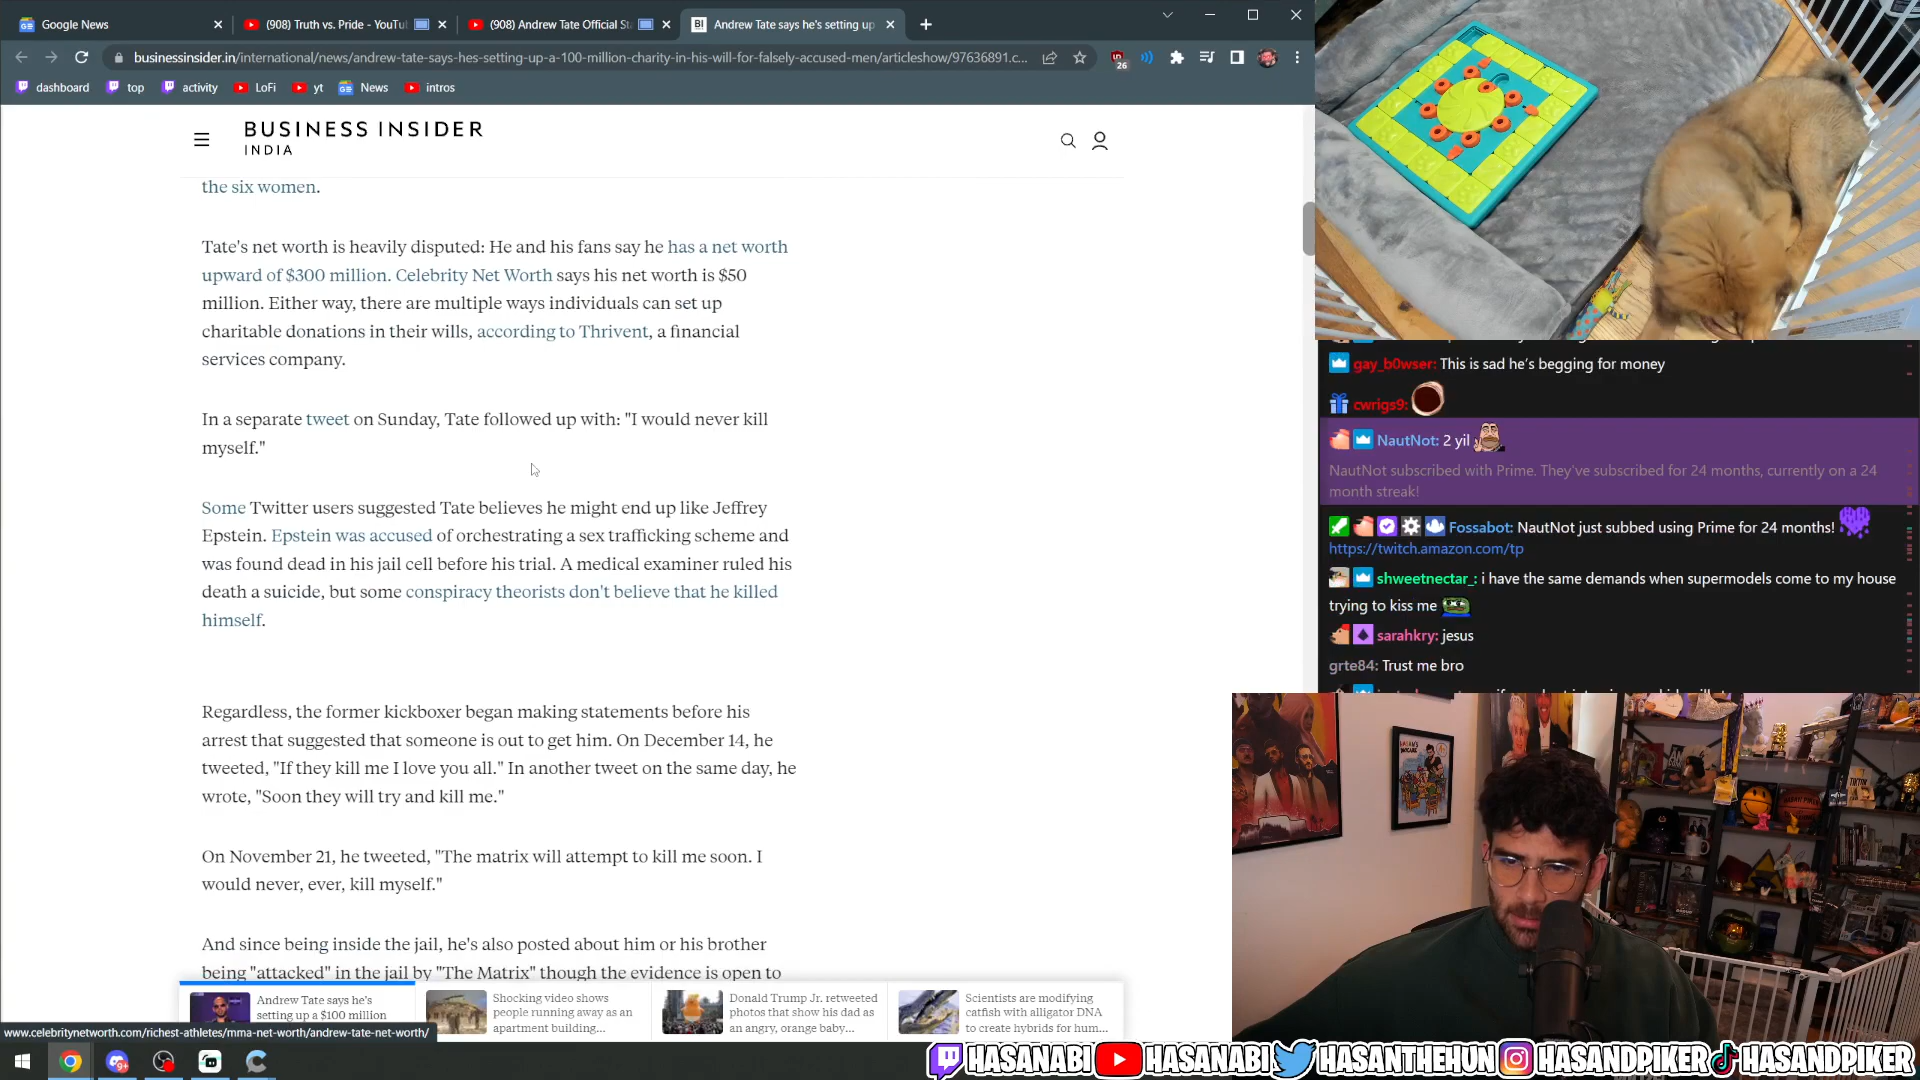 Google News
(908) Truth vs. Pride - YouTu
(908) Andrew Tate Official St
Andrew Tate says he's setting up
businessinsider.in/international/news/andrew-tate-says-hes-setting-up-a-100-million-charity-in-his-will-for-falsely-accused-men/articleshow/97636891.c...
26
dashboard
top
activity
LoFi
yt
News
intros
BUSINESS INSIDER
INDIA
the six women.
Tate's net worth is heavily disputed: He and his fans say he has a net worth
upward of $300 million. Celebrity Net Worth says his net worth is $50
million. Either way, there are multiple ways individuals can set up
charitable donations in their wills, according to Thrivent, a financial
services company.
In a separate tweet on Sunday, Tate followed up with: "I would never kill
myself."
Some Twitter users suggested Tate believes he might end up like Jeffrey
Epstein. Epstein was accused of orchestrating a sex trafficking scheme and
was found dead in his jail cell before his trial. A medical examiner ruled his
death a suicide, but some conspiracy theorists don't believe that he killed
himself.
Regardless, the former kickboxer began making statements before his
arrest that suggested that someone is out to get him. On December 14, he
tweeted, "If they kill me I love you all." In another tweet on the same day, he
wrote, "Soon they will try and kill me."
On November 21, he tweeted, "The matrix will attempt to kill me soon. I
would never, ever, kill myself."
And since being inside the jail, he's also posted about him or his brother
being "attacked" in the jail by "The Matrix" though the evidence is open to
Andrew Tate says he's
setting up a $100 million
Shocking video shows
people running away as an
apartment building...
Donald Trump Jr. retweeted
photos that show his dad as
an angry, orange baby...
Scientists are modifying
catfish with alligator DNA
to create hybrids for hum...
www.celebritynetworth.com/richest-athletes/mma-net-worth/andrew-tate-net-worth/
gay_b0wser: This is sad he's begging for money
cwrigs9:
NautNot: 2 yil
NautNot subscribed with Prime. They've subscribed for 24 months, currently on a 24
month streak!
Fossabot: NautNot just subbed using Prime for 24 months!
https://twitch.amazon.com/tp
shweetnectar_: i have the same demands when supermodels come to my house
trying to kiss me
sarahkry: jesus
grte84: Trust me bro
HASANABI HASANABI HASANTHEHUN HASANDPIKER HASANDPIKER